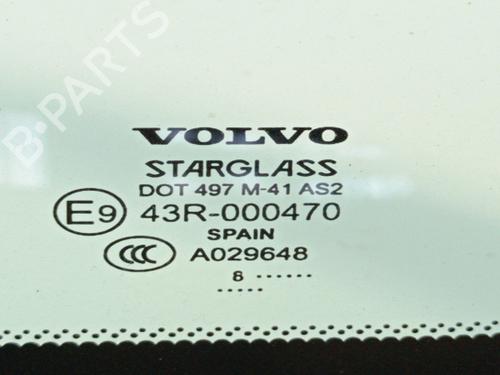 B-PARTS
VOLVO
STARGLASS
DOT 497 M-41 AS2
E9 43R-000470
SPAIN
CCC A029648
8 ......
.....